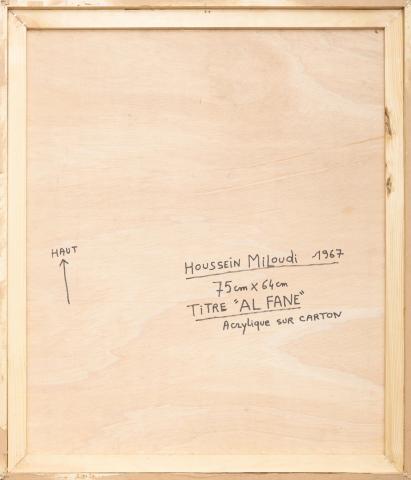 HAUT
HOUSSEIN MiLOUDi 1967
75cm X 64cm
TiTRE "AL FANE"
Acrylique SUR CARTON